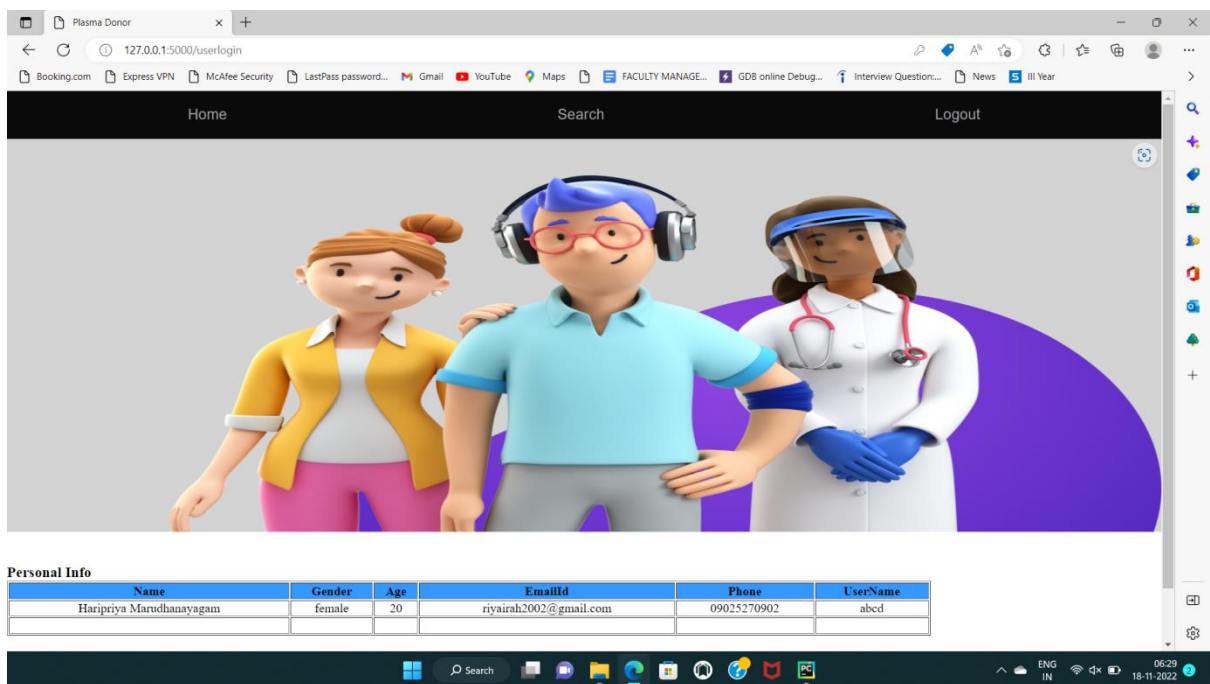 Plasma Donor
127.0.0.1:5000/userlogin
Booking.com Express VPN McAfee Security LastPass password... Gmail YouTube Maps FACULTY MANAGE... GDB online Debug... Interview Question:... News III Year
Home Search Logout
Personal Info
Name Gender Age EmailId Phone UserName
Haripriya Marudhanayagam female 20 riyairah2002@gmail.com 09025270902 abcd
Search
ENG 06:29
IN 18-11-2022 2